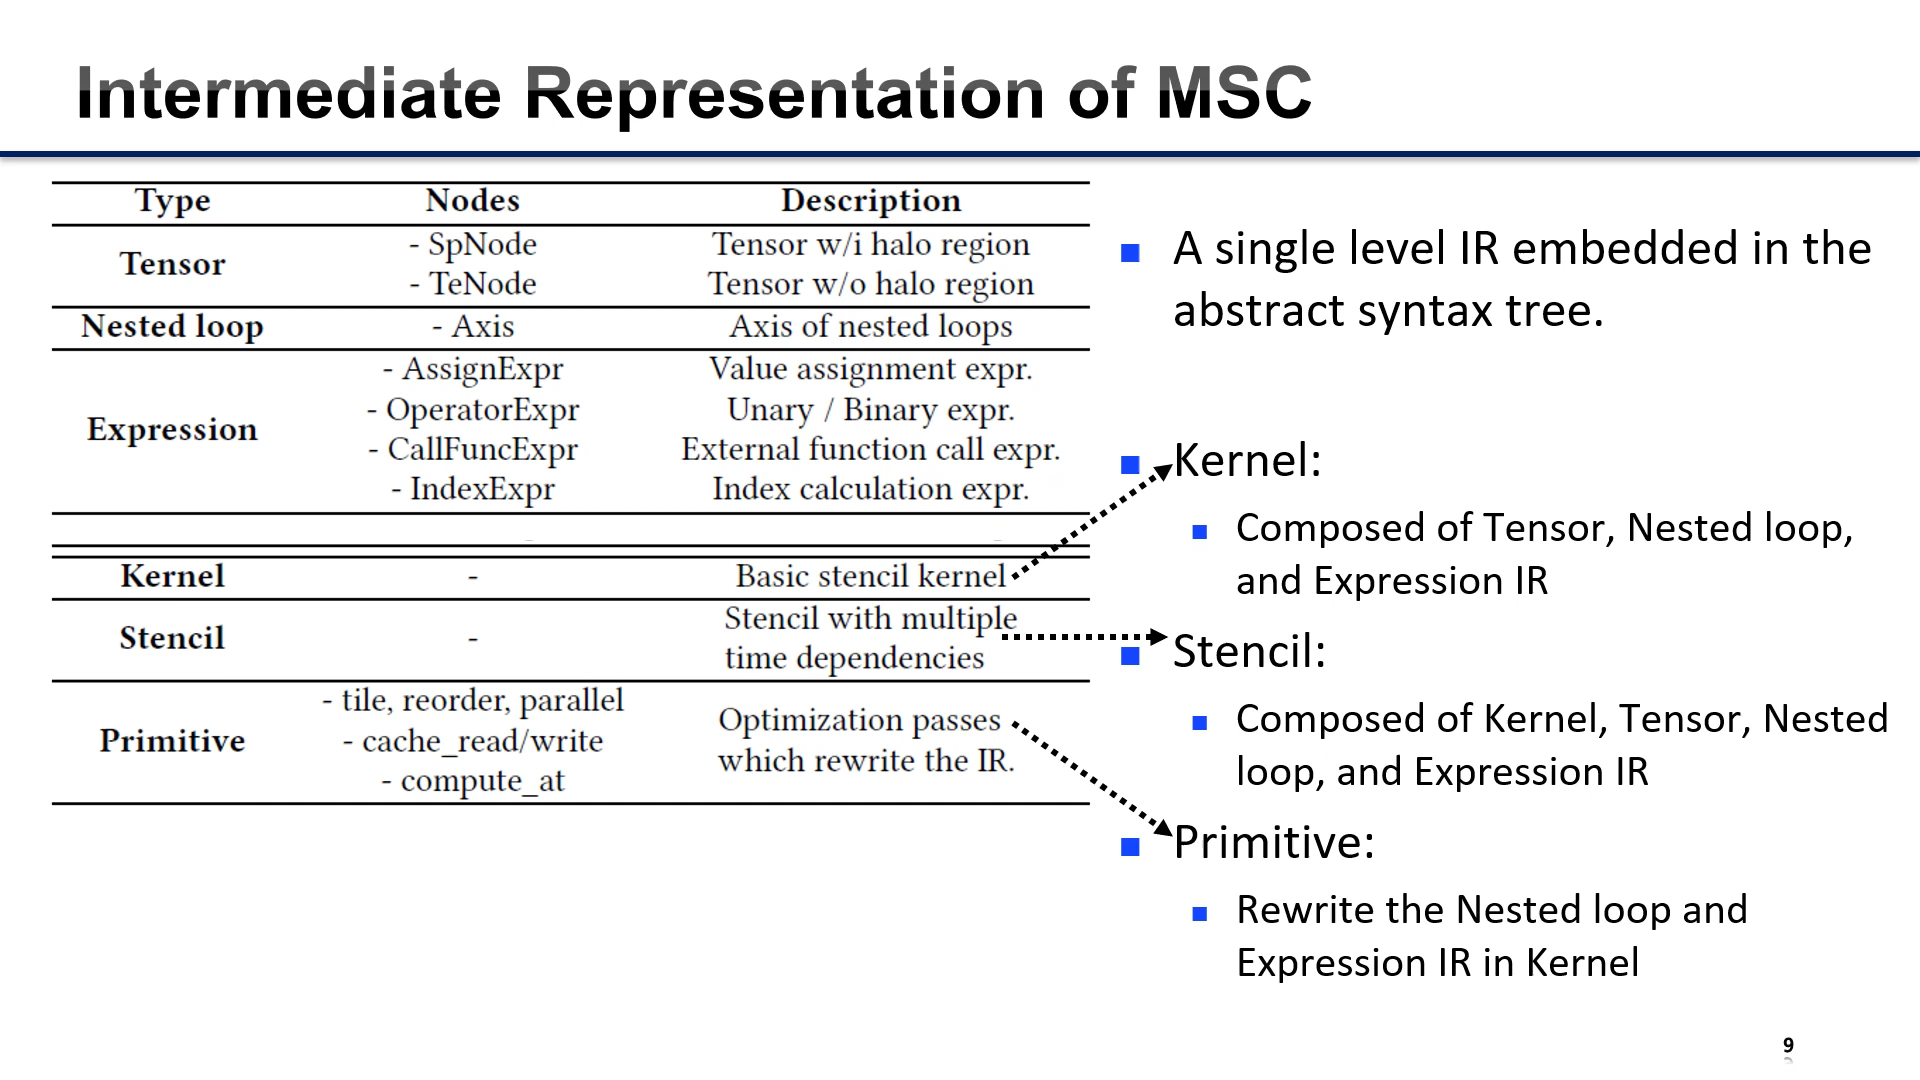 Intermediate Representation of MSC
Type Nodes Description
Tensor
- SpNode Tensor w/i halo region
- TeNode Tensor w/o halo region
Nested loop - Axis Axis of nested loops
Expression
- AssignExpr Value assignment expr.
- OperatorExpr Unary / Binary expr.
- CallFuncExpr External function call expr.
- IndexExpr Index calculation expr.
Kernel - Basic stencil kernel
Stencil - Stencil with multiple
time dependencies
Primitive
- tile, reorder, parallel
- cache_read/write
- compute_at
Optimization passes
which rewrite the IR.
A single level IR embedded in the
abstract syntax tree.
Kernel:
Composed of Tensor, Nested loop,
and Expression IR
Stencil:
Composed of Kernel, Tensor, Nested
loop, and Expression IR
Primitive:
Rewrite the Nested loop and
Expression IR in Kernel
9